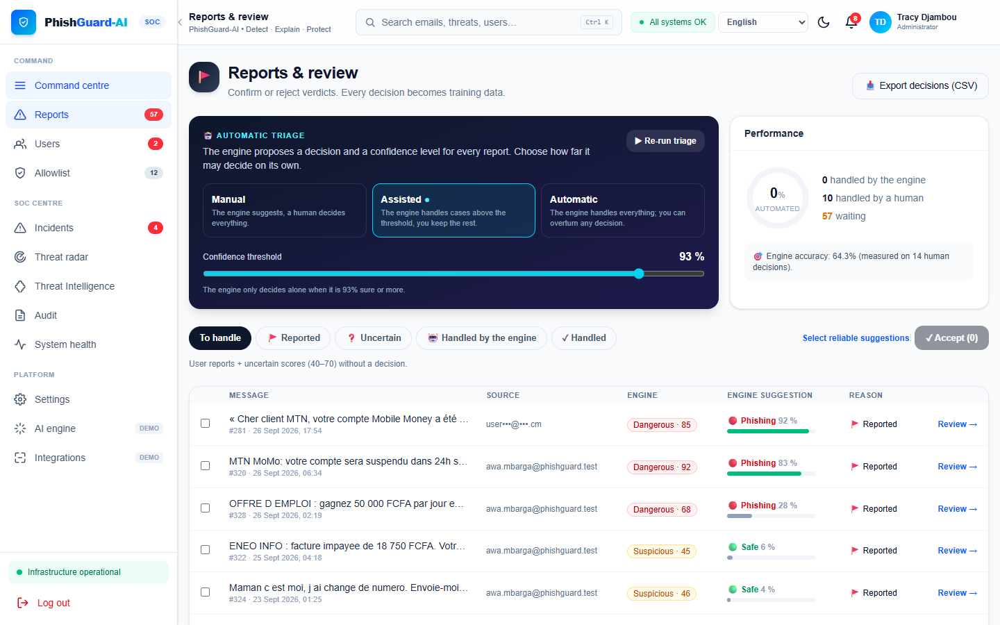 PhishGuard-AI SOC
COMMAND
Command centre
Reports 57
Users 2
Allowlist 12
SOC CENTRE
Incidents 4
Threat radar
Threat Intelligence
Audit
System health
PLATFORM
Settings
AI engine DEMO
Integrations DEMO
Infrastructure operational
Log out
Reports & review
PhishGuard-AI • Detect · Explain · Protect
Search emails, threats, users… Ctrl K
All systems OK
English
8
TD
Tracy Djambou
Administrator
Reports & review
Confirm or reject verdicts. Every decision becomes training data.
Export decisions (CSV)
AUTOMATIC TRIAGE
The engine proposes a decision and a confidence level for every report. Choose how far it
may decide on its own.
▶ Re-run triage
Manual
The engine suggests, a human decides
everything.
Assisted
The engine handles cases above the
threshold, you keep the rest.
Automatic
The engine handles everything; you can
overturn any decision.
Confidence threshold 93 %
The engine only decides alone when it is 93% sure or more.
Performance
0%
AUTOMATED
0 handled by the engine
10 handled by a human
57 waiting
Engine accuracy: 64.3% (measured on 14 human
decisions).
To handle
Reported
❓ Uncertain
Handled by the engine
✓ Handled
Select reliable suggestions
✓ Accept (0)
User reports + uncertain scores (40–70) without a decision.
MESSAGE SOURCE ENGINE ENGINE SUGGESTION REASON
« Cher client MTN, votre compte Mobile Money a été …
#281 · 26 Sept 2026, 17:54
user•••@•••.cm Dangerous · 85 Phishing 92 % Reported Review →
MTN MoMo: votre compte sera suspendu dans 24h s…
#320 · 26 Sept 2026, 06:34
awa.mbarga@phishguard.test Dangerous · 92 Phishing 83 % Reported Review →
OFFRE D EMPLOI : gagnez 50 000 FCFA par jour e…
#328 · 26 Sept 2026, 02:19
awa.mbarga@phishguard.test Dangerous · 68 Phishing 28 % Reported Review →
ENEO INFO : facture impayee de 18 750 FCFA. Votr…
#322 · 25 Sept 2026, 04:18
awa.mbarga@phishguard.test Suspicious · 45 Safe 6 % Reported Review →
Maman c est moi, j ai change de numero. Envoie-moi…
#324 · 23 Sept 2026, 01:25
awa.mbarga@phishguard.test Suspicious · 46 Safe 4 % Reported Review →